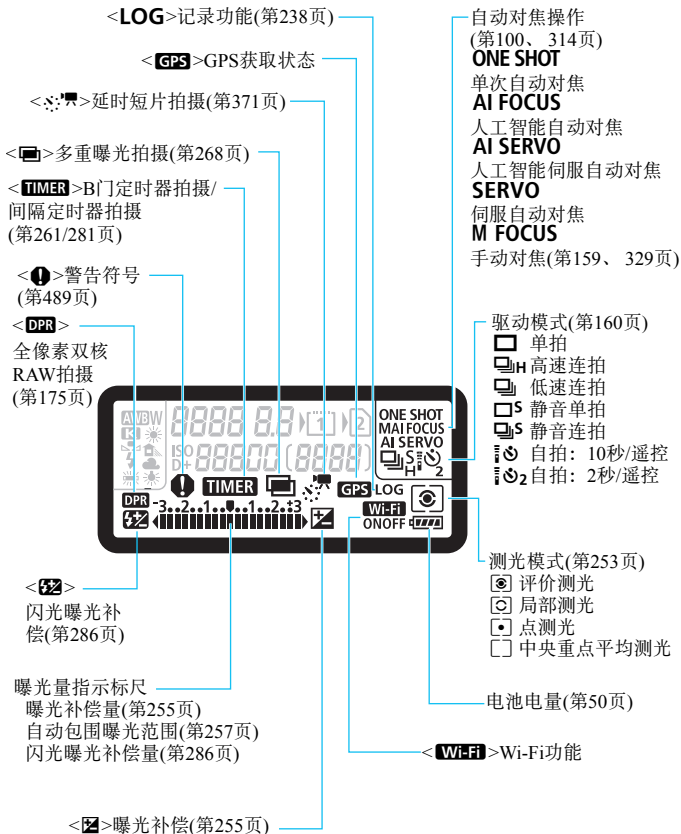 <LOG>记录功能(第238页)
<GPS>GPS获取状态
< >延时短片拍摄(第371页)
< >多重曝光拍摄(第268页)
<TIMER>B门定时器拍摄/
间隔定时器拍摄
(第261/281页)
< >警告符号
(第489页)
<DPR>
全像素双核
RAW拍摄
(第175页)
自动对焦操作
(第100、314页)
ONE SHOT
单次自动对焦
AI FOCUS
人工智能自动对焦
AI SERVO
人工智能伺服自动对焦
SERVO
伺服自动对焦
M FOCUS
手动对焦(第159、329页)
驱动模式(第160页)
单拍
H 高速连拍
低速连拍
S 静音单拍
S 静音连拍
自拍：10秒/遥控
2 自拍：2秒/遥控
AWBW 8888 8.8 1 2
ONE SHOT
MAI FOCUS
AI SERVO
K ISO
D+ 88800 (8888)
S
H 2
! TIMER GPS LOG
DPR -3..2..1..0..1..2.:+3 Wi-Fi
ONOFF
测光模式(第253页)
评价测光
局部测光
点测光
中央重点平均测光
< >
闪光曝光补
偿(第286页)
曝光量指示标尺
曝光补偿量(第255页)
自动包围曝光范围(第257页)
闪光曝光补偿量(第286页)
电池电量(第50页)
<Wi-Fi>Wi-Fi功能
< >曝光补偿(第255页)